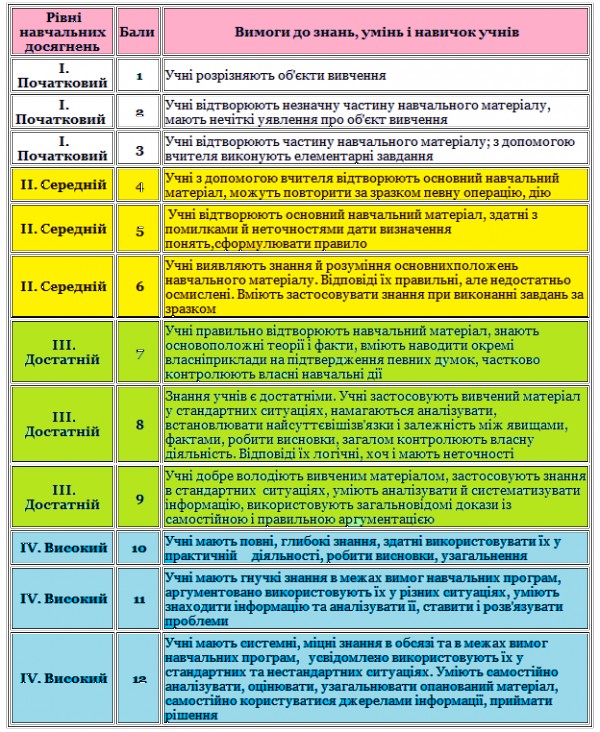 Рівні навчальних досягнень
Бали
Вимоги до знань, умінь і навичок учнів
І. Початковий
1
Учні розрізняють об'єкти вивчення
І. Початковий
2
Учні відтворюють незначну частину навчального матеріалу,
мають нечіткі уявлення про об'єкт вивчення
І. Початковий
3
Учні відтворюють частину навчального матеріалу; з допомогою
вчителя виконують елементарні завдання
ІІ. Середній
4
Учні з допомогою вчителя відтворюють основний навчальний
матеріал, можуть повторити за зразком певну операцію, дію
ІІ. Середній
5
Учні відтворюють основний навчальний матеріал, здатні з
помилками й неточностями дати визначення
понять,сформулювати правило
ІІ. Середній
6
Учні виявляють знання й розуміння основнихположень
навчального матеріалу. Відповіді їх правильні, але недостатньо
осмислені. Вміють застосовувати знання при виконанні завдань за
зразком
ІІІ. Достатній
7
Учні правильно відтворюють навчальний матеріал, знають
основоположні теорії і факти, вміють наводити окремі
власніприклади на підтвердження певних думок, частково
контролюють власні навчальні дії
ІІІ. Достатній
8
Знання учнів є достатніми. Учні застосовують вивчений матеріал
у стандартних ситуаціях, намагаються аналізувати,
встановлювати найсуттєвішізв'язки і залежність між явищами,
фактами, робити висновки, загалом контролюють власну
діяльність. Відповіді їх логічні, хоч і мають неточності
ІІІ. Достатній
9
Учні добре володіють вивченим матеріалом, застосовують знання
в стандартних ситуаціях, уміють аналізувати й систематизувати
інформацію, використовують загальновідомі докази із
самостійною і правильною аргументацією
IV. Високий
10
Учні мають повні, глибокі знання, здатні використовувати їх у
практичній діяльності, робити висновки, узагальнення
IV. Високий
11
Учні мають гнучкі знання в межах вимог навчальних програм,
аргументовано використовують їх у різних ситуаціях, уміють
знаходити інформацію та аналізувати її, ставити і розв'язувати
проблеми
IV. Високий
12
Учні мають системні, міцні знання в обсязі та в межах вимог
навчальних програм, усвідомлено використовують їх у
стандартних та нестандартних ситуаціях. Уміють самостійно
аналізувати, оцінювати, узагальнювати опанований матеріал,
самостійно користуватися джерелами інформації, приймати
рішення